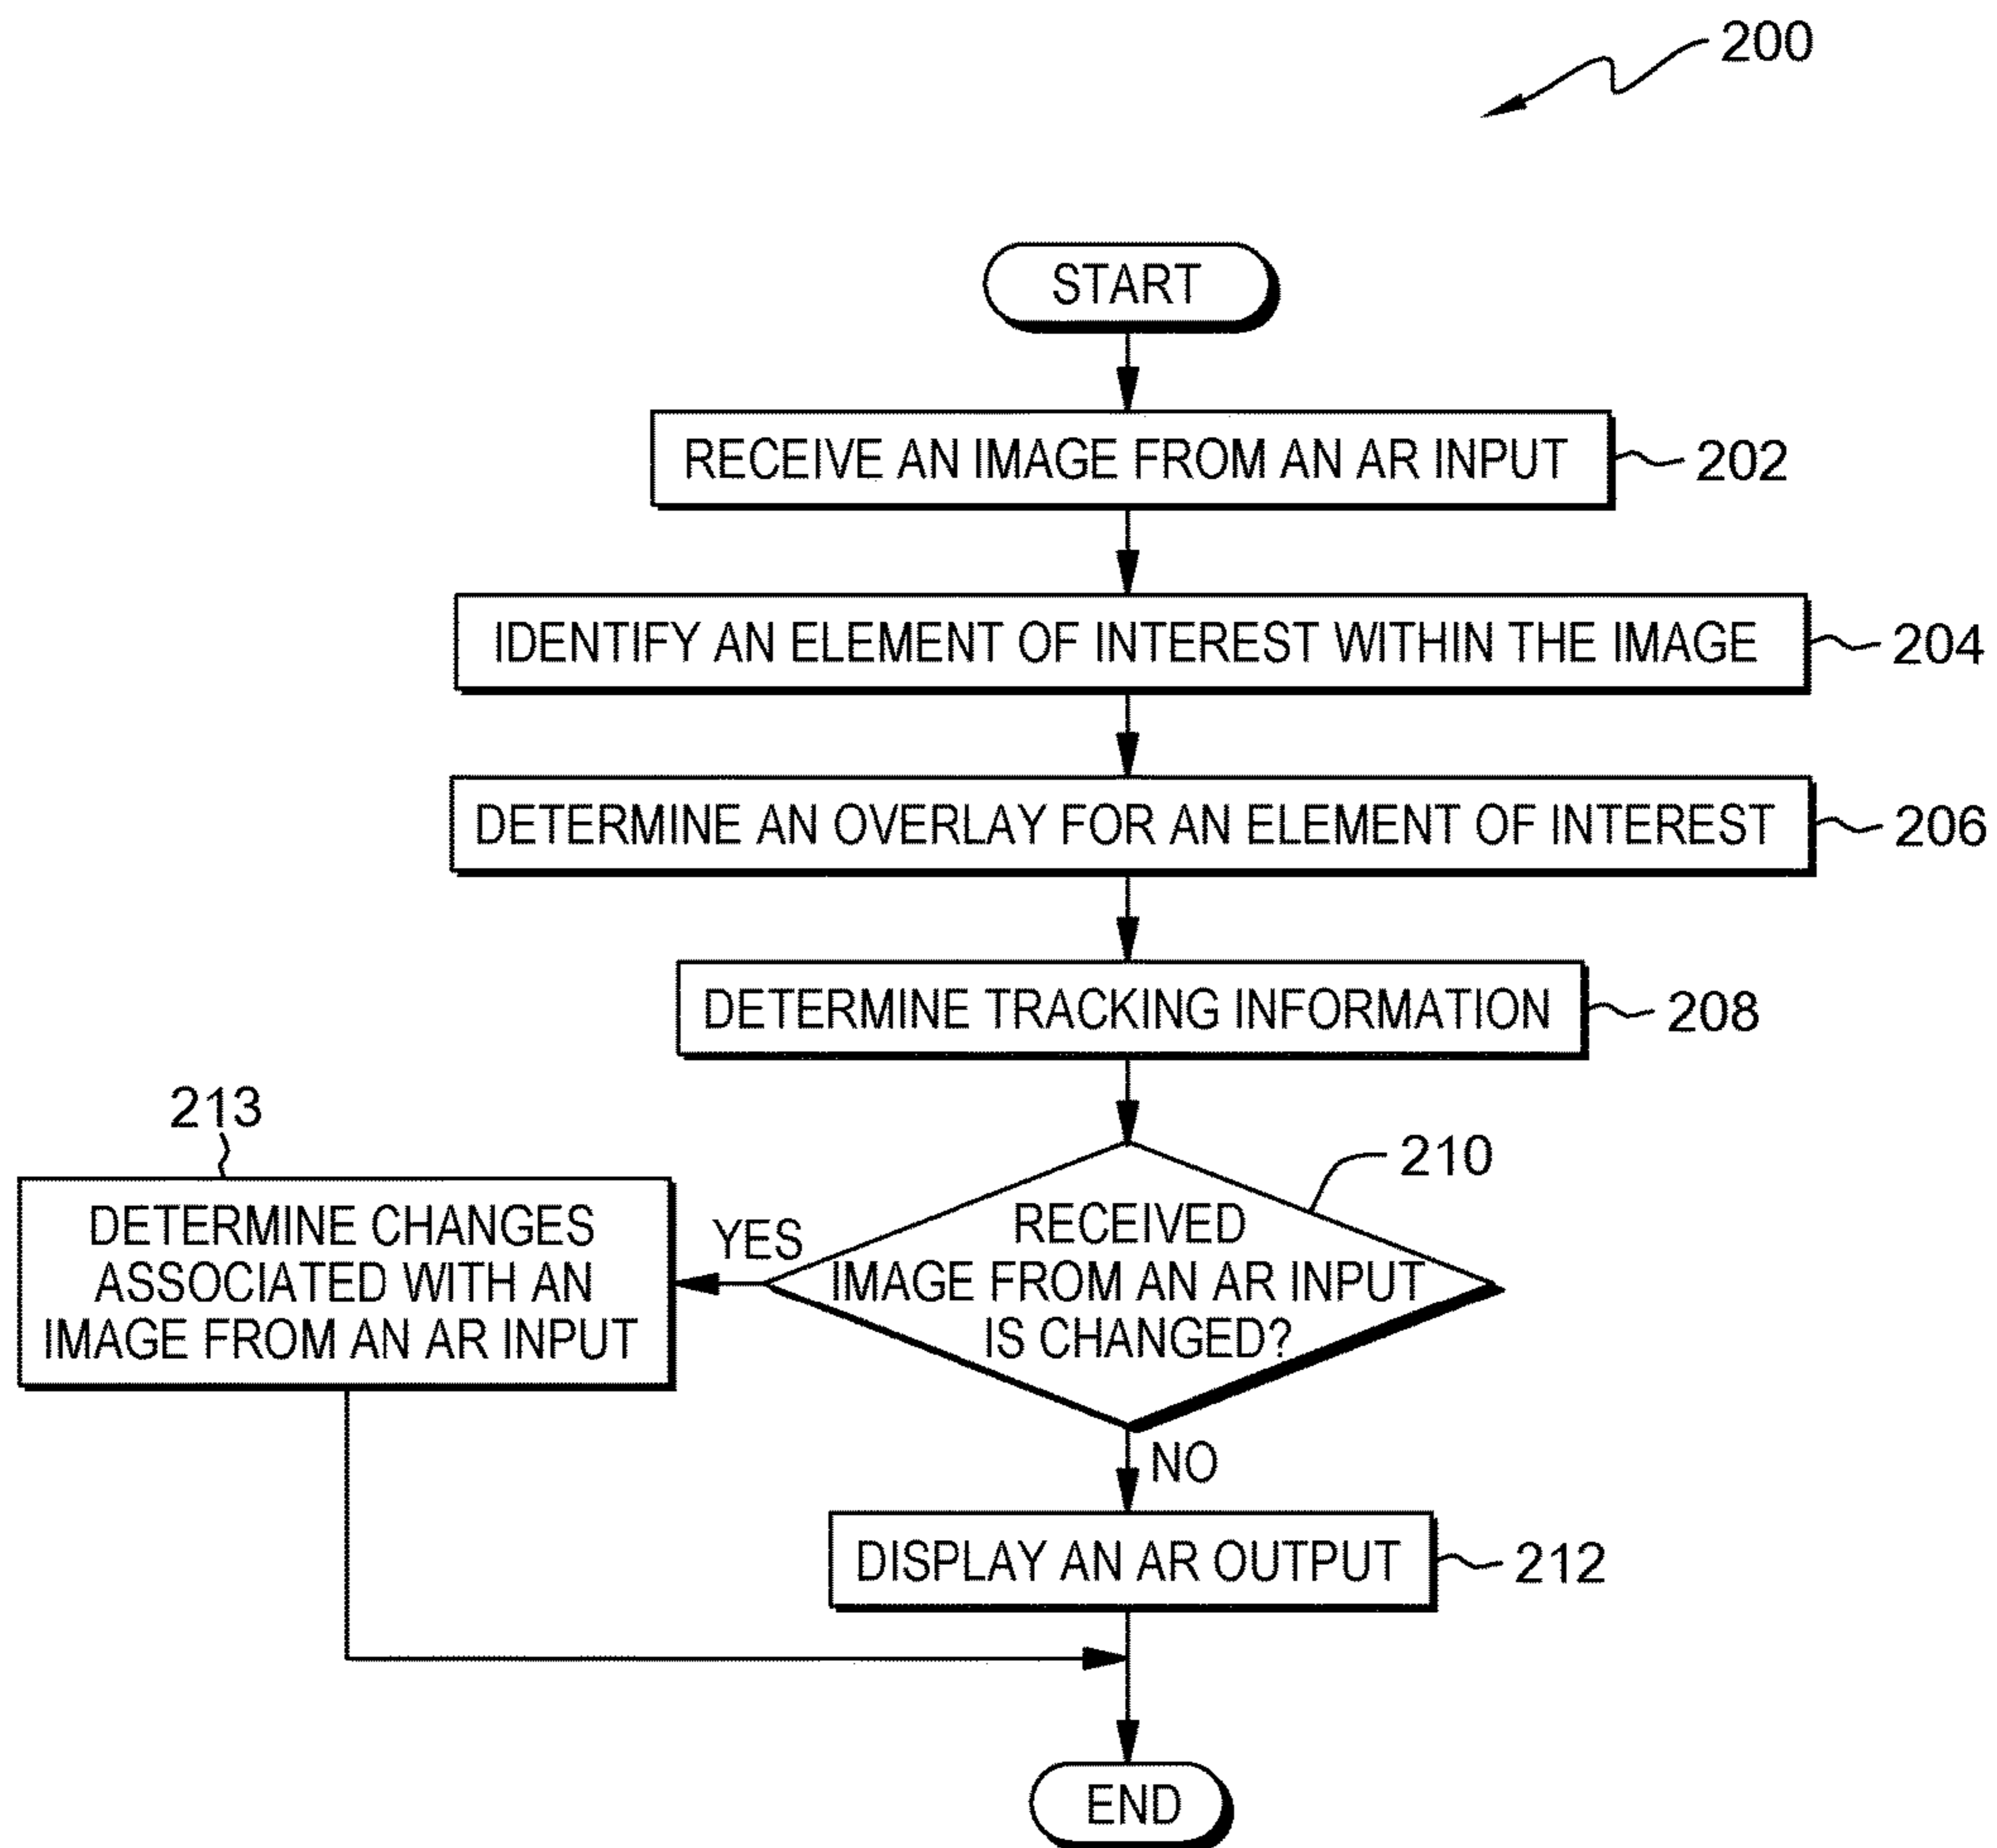 200
START
RECEIVE AN IMAGE FROM AN AR INPUT
202
IDENTIFY AN ELEMENT OF INTEREST WITHIN THE IMAGE
204
DETERMINE AN OVERLAY FOR AN ELEMENT OF INTEREST
206
DETERMINE TRACKING INFORMATION
208
213
DETERMINE CHANGES
ASSOCIATED WITH AN
IMAGE FROM AN AR INPUT
YES
210
RECEIVED
IMAGE FROM AN AR INPUT
IS CHANGED?
NO
DISPLAY AN AR OUTPUT
212
END